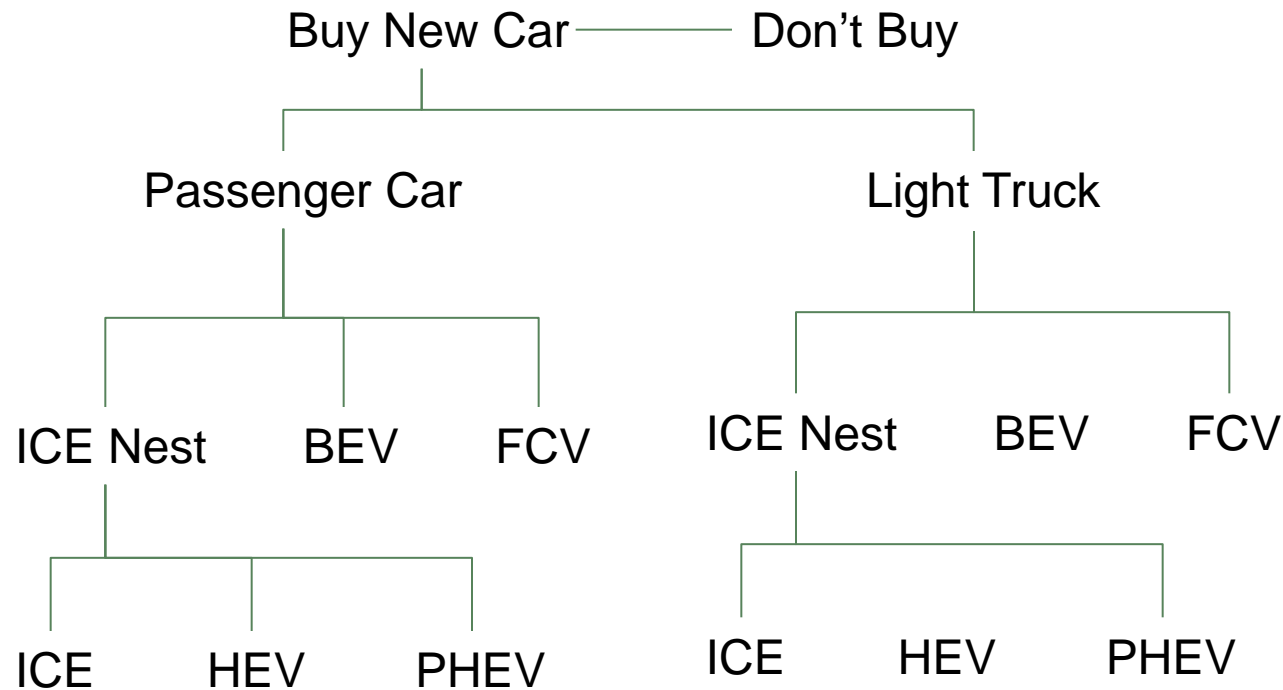 Buy New Car Don’t Buy
Passenger Car Light Truck
ICE Nest BEV FCV ICE Nest BEV FCV
ICE HEV PHEV ICE HEV PHEV